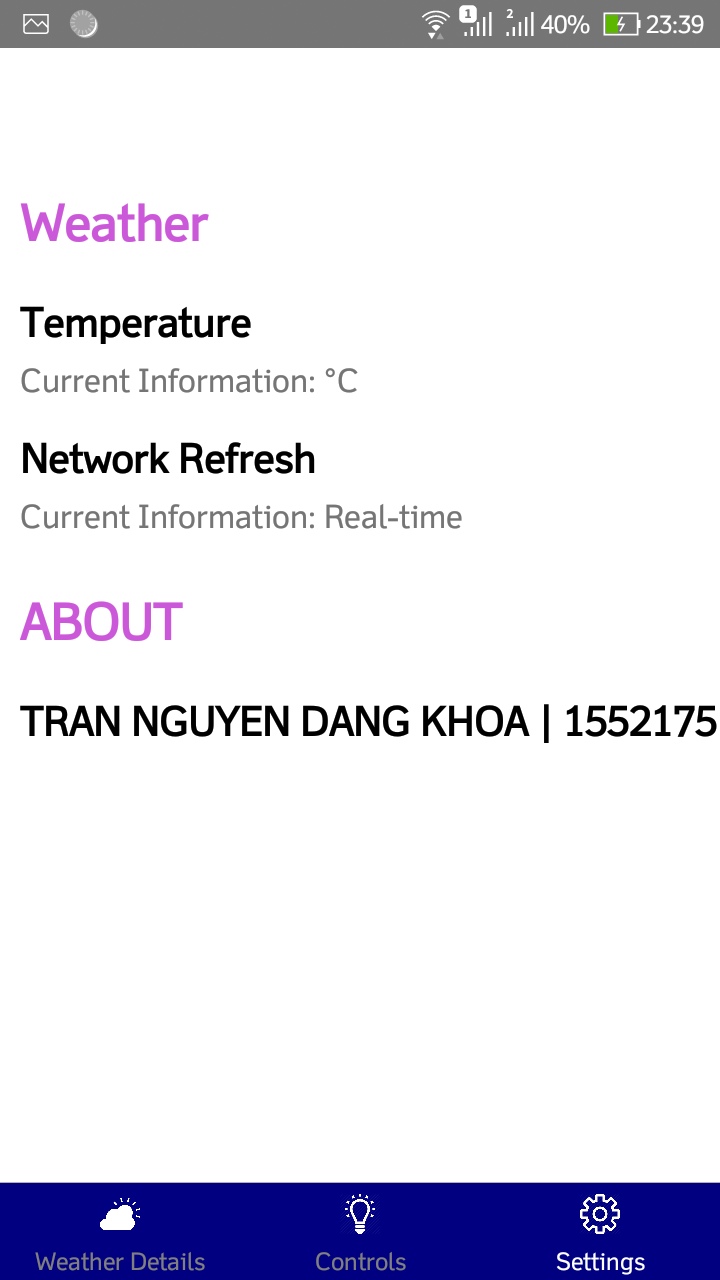 1 2 40% 23:39
Weather
Temperature
Current Information: °C
Network Refresh
Current Information: Real-time
ABOUT
TRAN NGUYEN DANG KHOA | 1552175
Weather Details Controls Settings